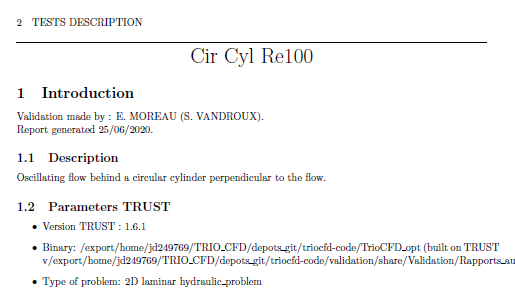 2 TESTS DESCRIPTION
Cir Cyl Re100
1 Introduction
Validation made by : E. MOREAU (S. VANDROUX).
Report generated 25/06/2020.
1.1 Description
Oscillating flow behind a circular cylinder perpendicular to the flow.
1.2 Parameters TRUST
• Version TRUST : 1.6.1
• Binary: /export/home/jd249769/TRIO_CFD/depots_git/triocfd-code/TrioCFD_opt (built on TRUST
v/export/home/jd249769/TRIO_CFD/depots_git/triocfd-code/validation/share/Validation/Rapports_au
• Type of problem: 2D laminar hydraulic_problem